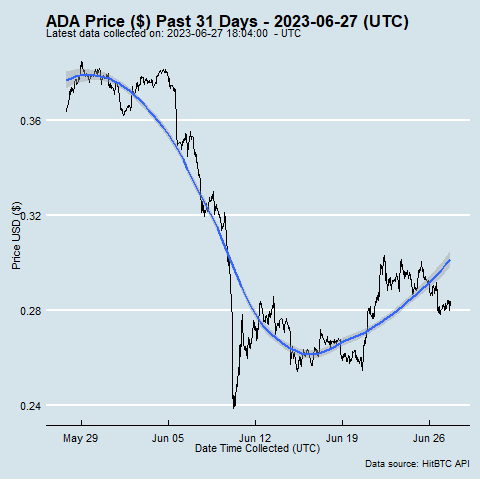 ADA Price ($) Past 31 Days - 2023-06-27 (UTC)
Latest data collected on: 2023-06-27 18:04:00 - UTC
Price USD ($)
0.36
0.32
0.28
0.24
May 29 Jun 05 Jun 12 Jun 19 Jun 26
Date Time Collected (UTC)
Data source: HitBTC API